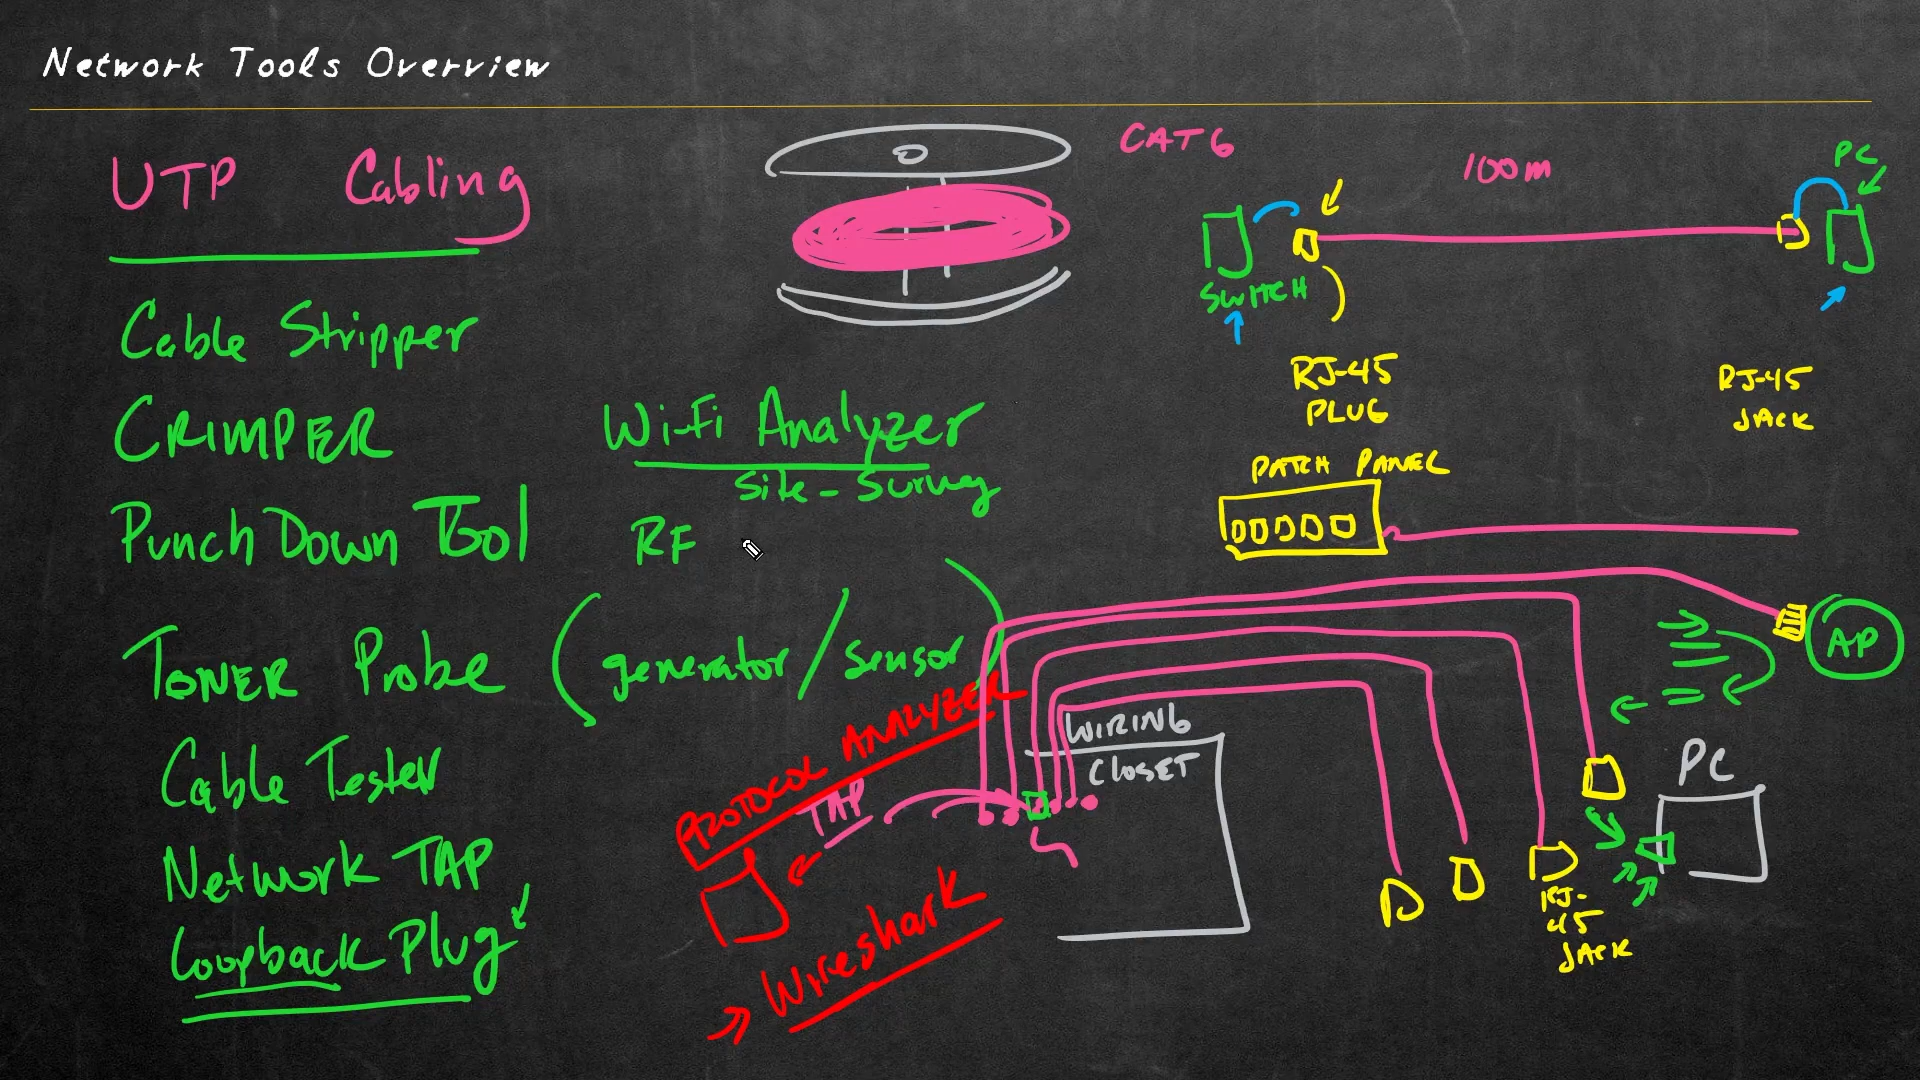 Network Tools Overview
UTP Cabling
Cable Stripper
CRIMPER
Punch Down Tool
TONER Probe (generator/sensor)
Cable Tester
Network TAP
Loopback Plug
Wi-Fi Analyzer
Site-Survey
RF
PROTOCOL ANALYZER
TAP
Wireshark
CAT6
100m
PC
SWITCH
RJ-45
PLUG
RJ-45
JACK
PATCH PANEL
AP
WIRING
CLOSET
PC
RJ-
45
JACK